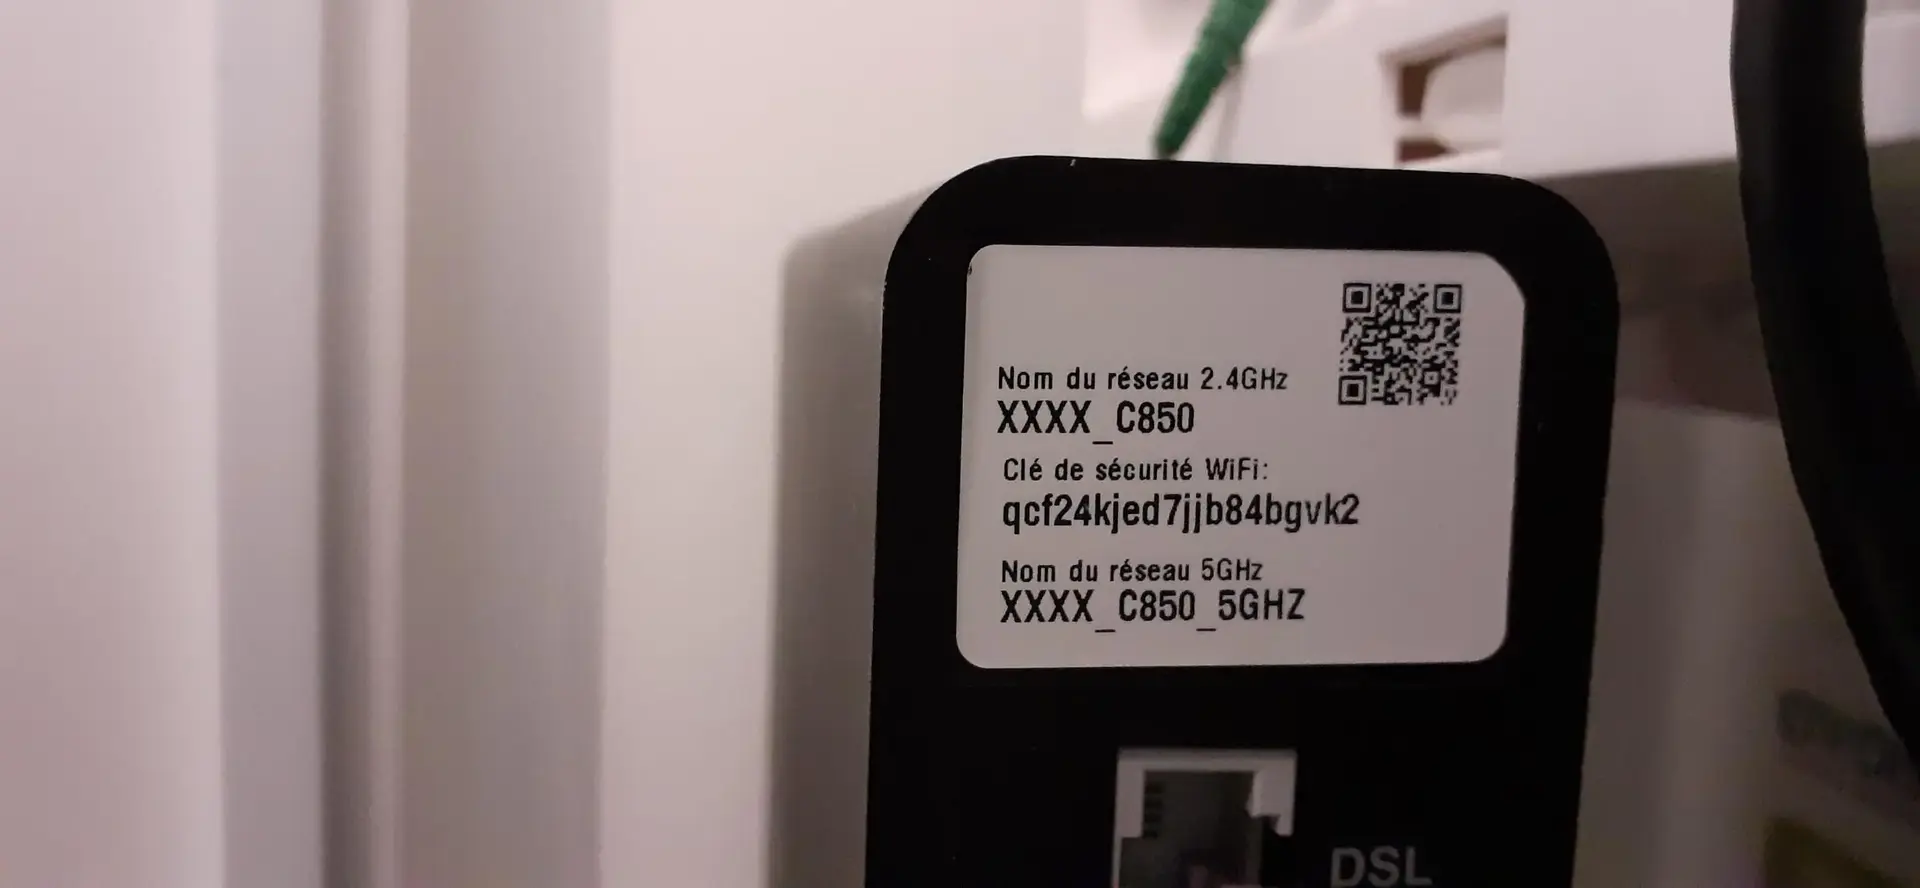 Nom du réseau 2.4GHz
XXXX_C850
Clé de sécurité WiFi:
qcf24kjed7jjb84bgvk2
Nom du réseau 5GHz
XXXX_C850_5GHZ
DSL